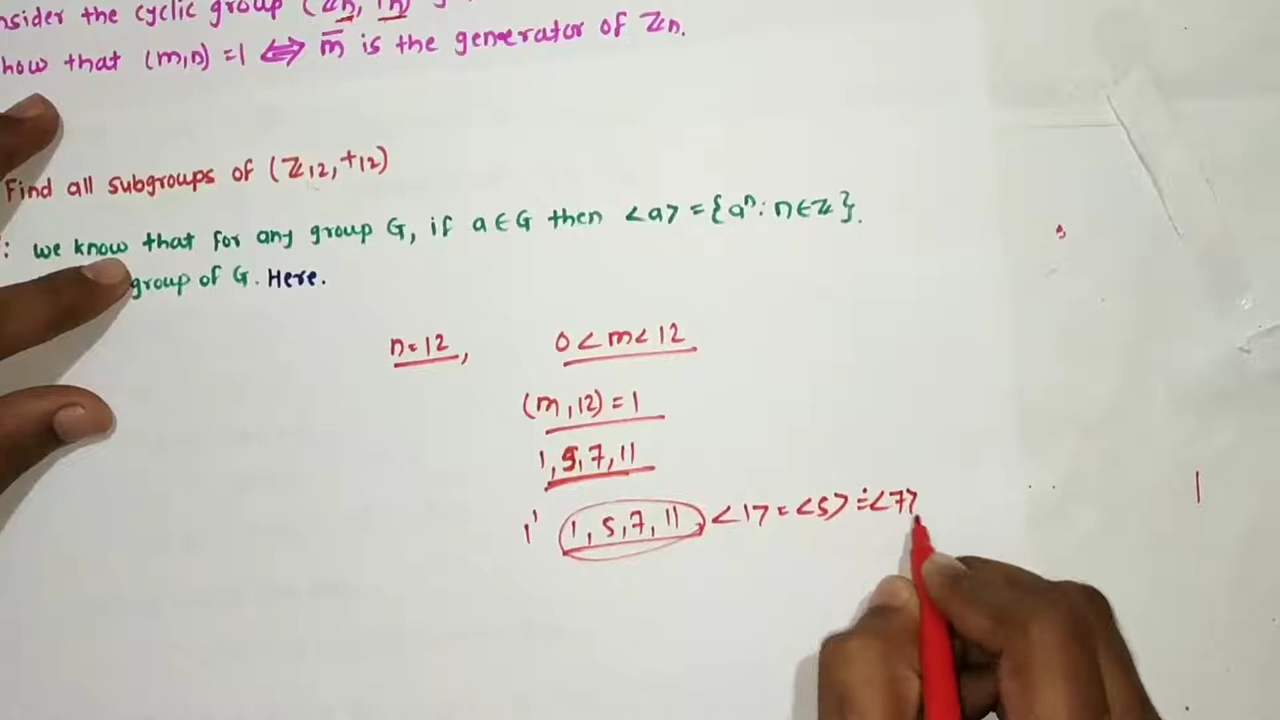 nsider the cyclic group (Zn, +n)
how that (m,n) =1 ⟺ m̄ is the generator of Zn.
Find all subgroups of (Z12, +12)
: we know that for any group G, if a ∈ G then <a> = {aⁿ : n ∈ Z}.
group of G. Here.
n = 12, 0 < m < 12
(m, 12) = 1
1, 5, 7, 11
1, 5, 7, 11 <1> = <5> = <7>